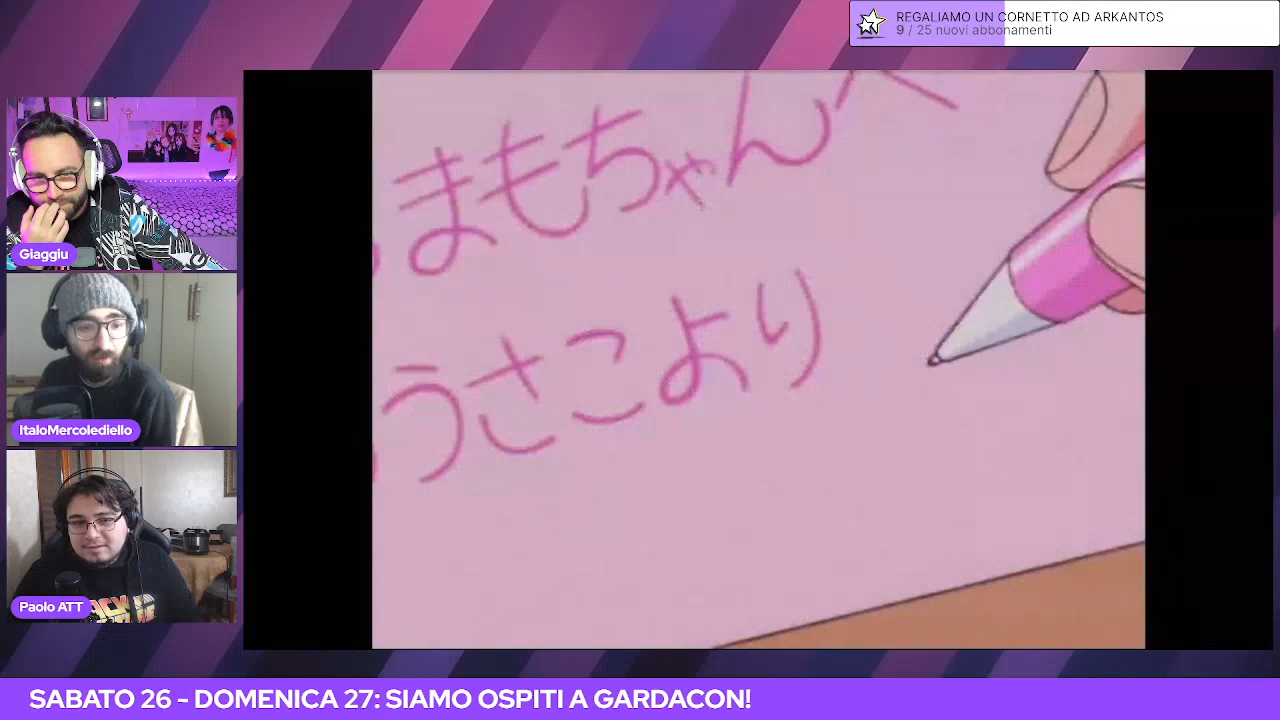 REGALIAMO UN CORNETTO AD ARKANTOS
9 / 25 nuovi abbonamenti
まもちゃんへ
うさこより
Giaggiu
ItaloMercolediello
Paolo ATT
SABATO 26 - DOMENICA 27: SIAMO OSPITI A GARDACON!